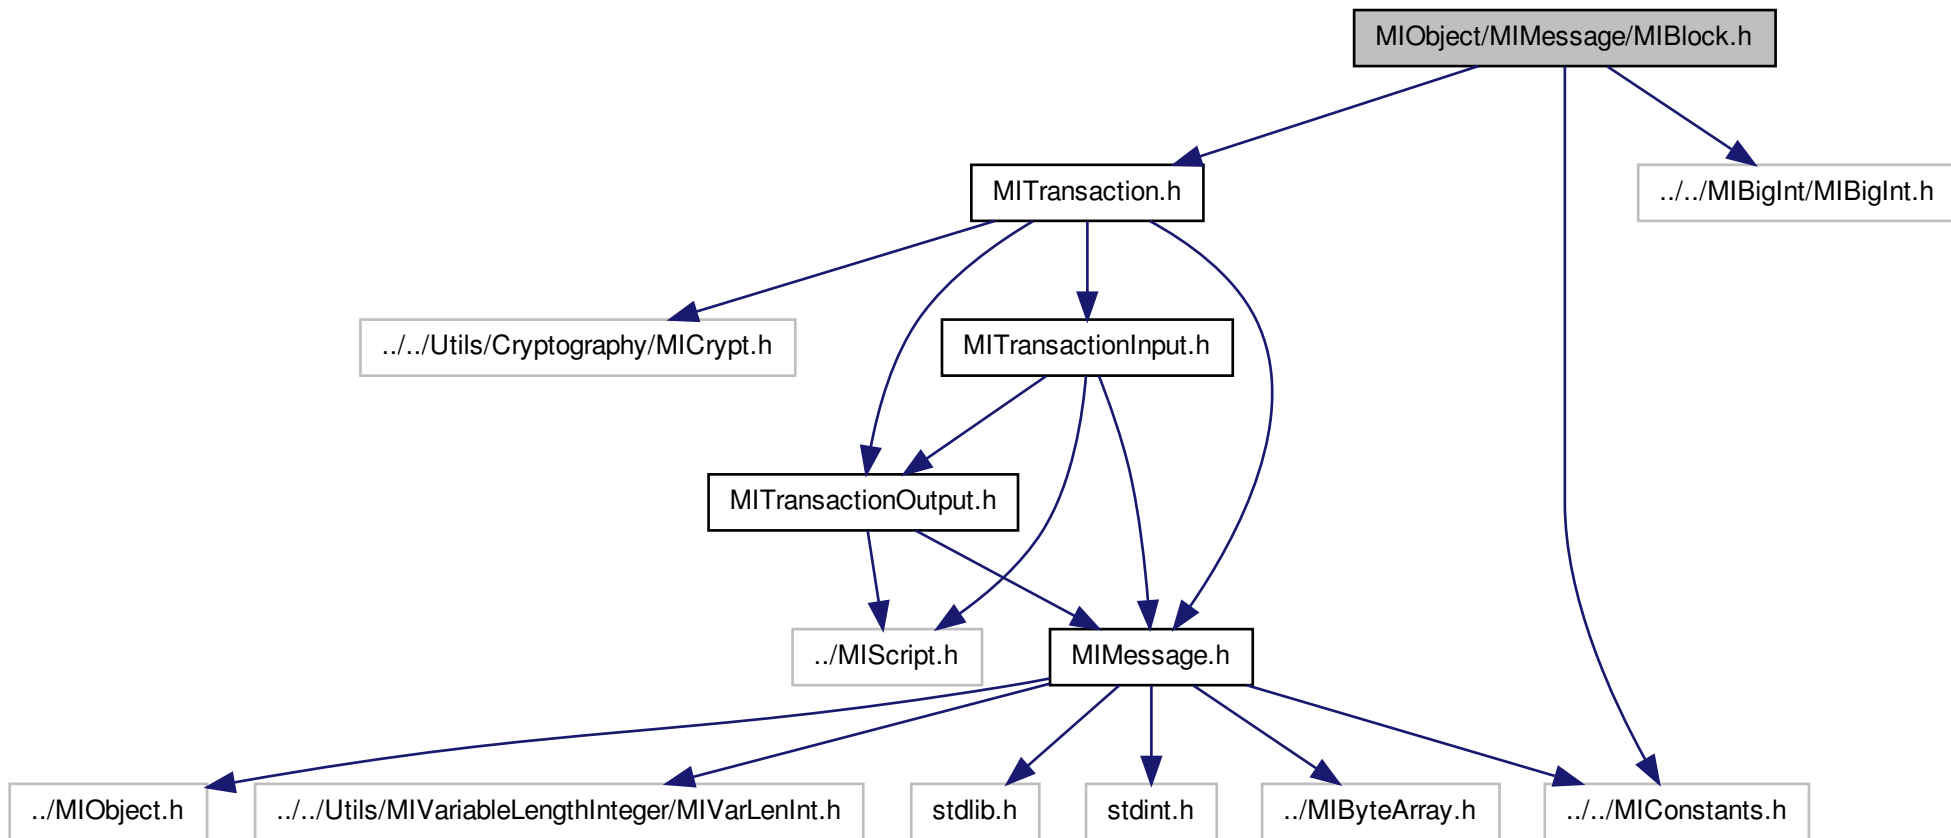 MIObject/MIMessage/MIBlock.h
MITransaction.h
../../MIBigInt/MIBigInt.h
../../Utils/Cryptography/MICrypt.h
MITransactionInput.h
MITransactionOutput.h
../MIScript.h
MIMessage.h
../MIObject.h
../../Utils/MIVariableLengthInteger/MIVarLenInt.h
stdlib.h
stdint.h
../MIByteArray.h
../../MIConstants.h